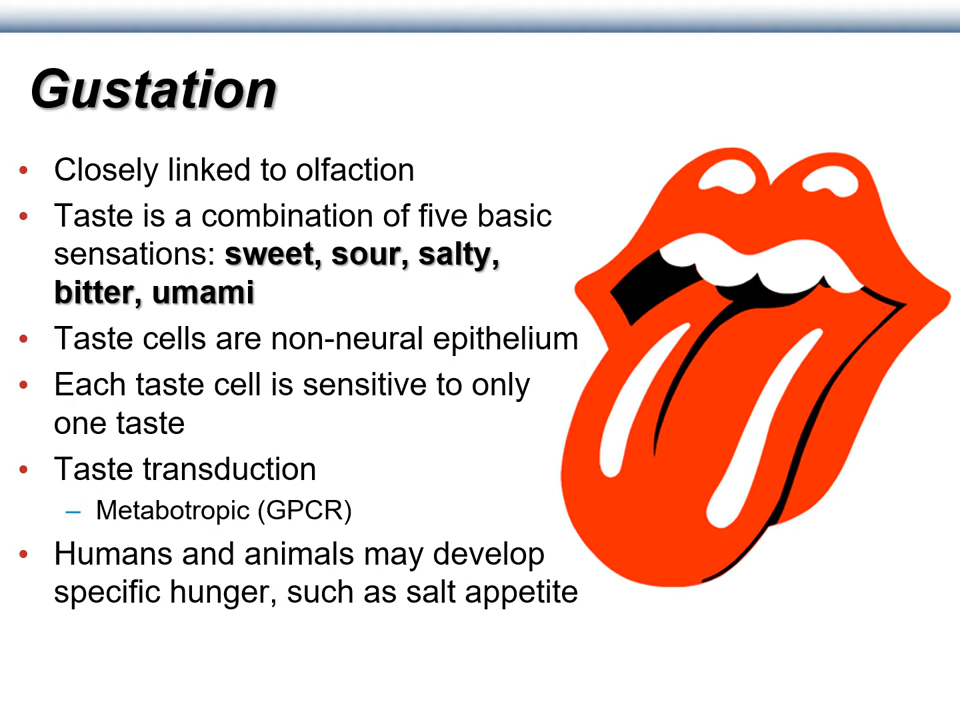 Gustation
• Closely linked to olfaction
• Taste is a combination of five basic
sensations: sweet, sour, salty,
bitter, umami
• Taste cells are non-neural epithelium
• Each taste cell is sensitive to only
one taste
• Taste transduction
– Metabotropic (GPCR)
• Humans and animals may develop
specific hunger, such as salt appetite